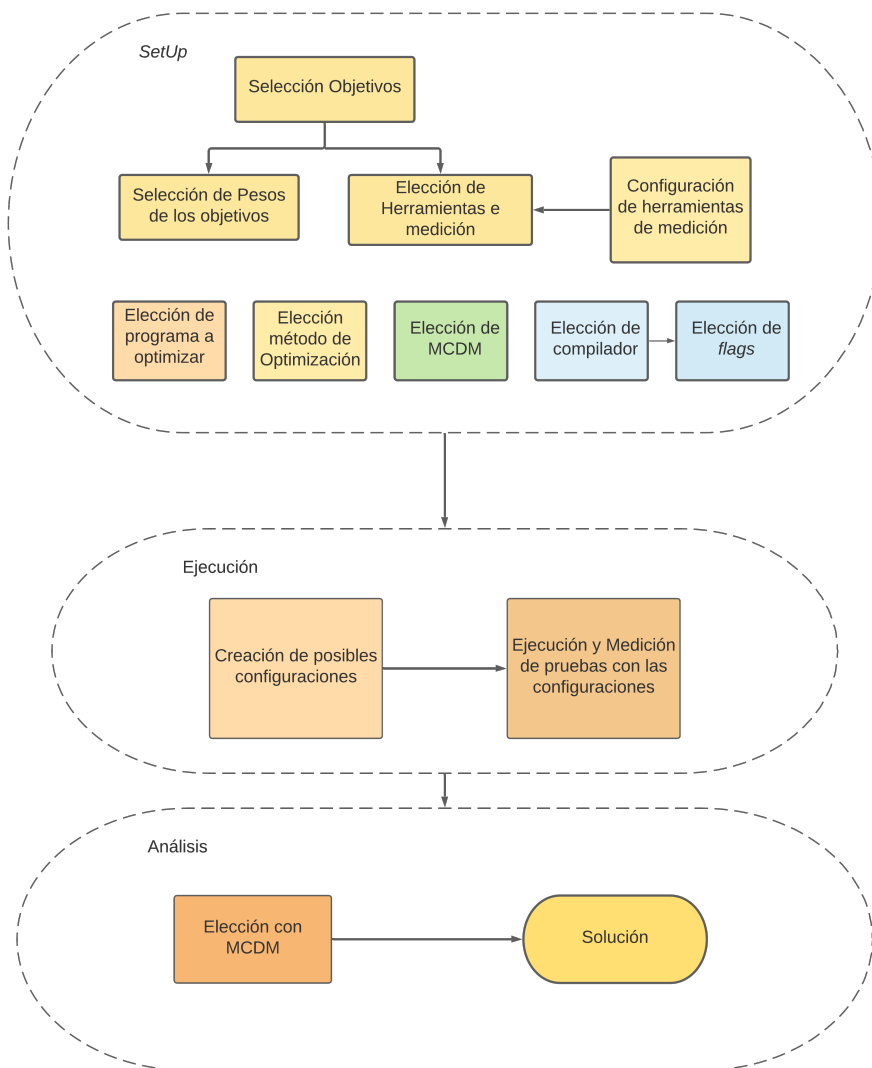 SetUp
Selección Objetivos
Selección de Pesos
de los objetivos
Elección de
Herramientas e
medición
Configuración
de herramientas
de medición
Elección de
programa a
optimizar
Elección
método de
Optimización
Elección de
MCDM
Elección de
compilador
Elección de
flags
Ejecución
Creación de posibles
configuraciones
Ejecución y Medición
de pruebas con las
configuraciones
Análisis
Elección con
MCDM
Solución